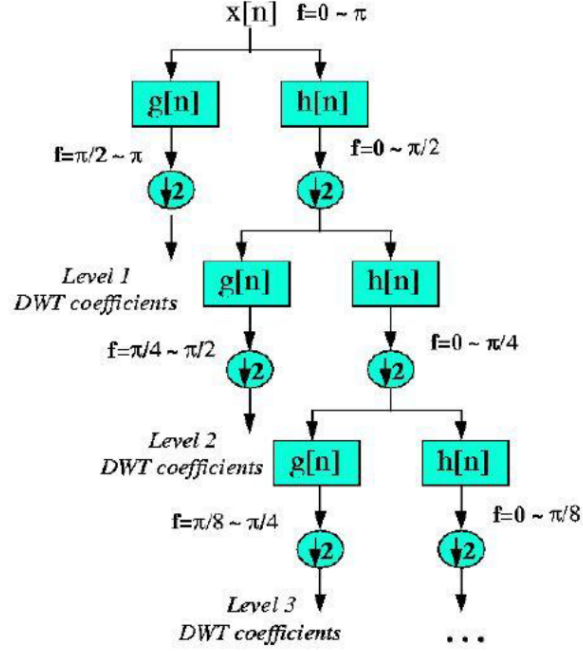 x[n] f=0 ~ π
g[n] h[n]
f=π/2 ~ π f=0 ~ π/2
↓2 ↓2
Level 1
DWT coefficients
g[n] h[n]
f=π/4 ~ π/2 f=0 ~ π/4
↓2 ↓2
Level 2
DWT coefficients
g[n] h[n]
f=π/8 ~ π/4 f=0 ~ π/8
↓2 ↓2
Level 3
DWT coefficients
...